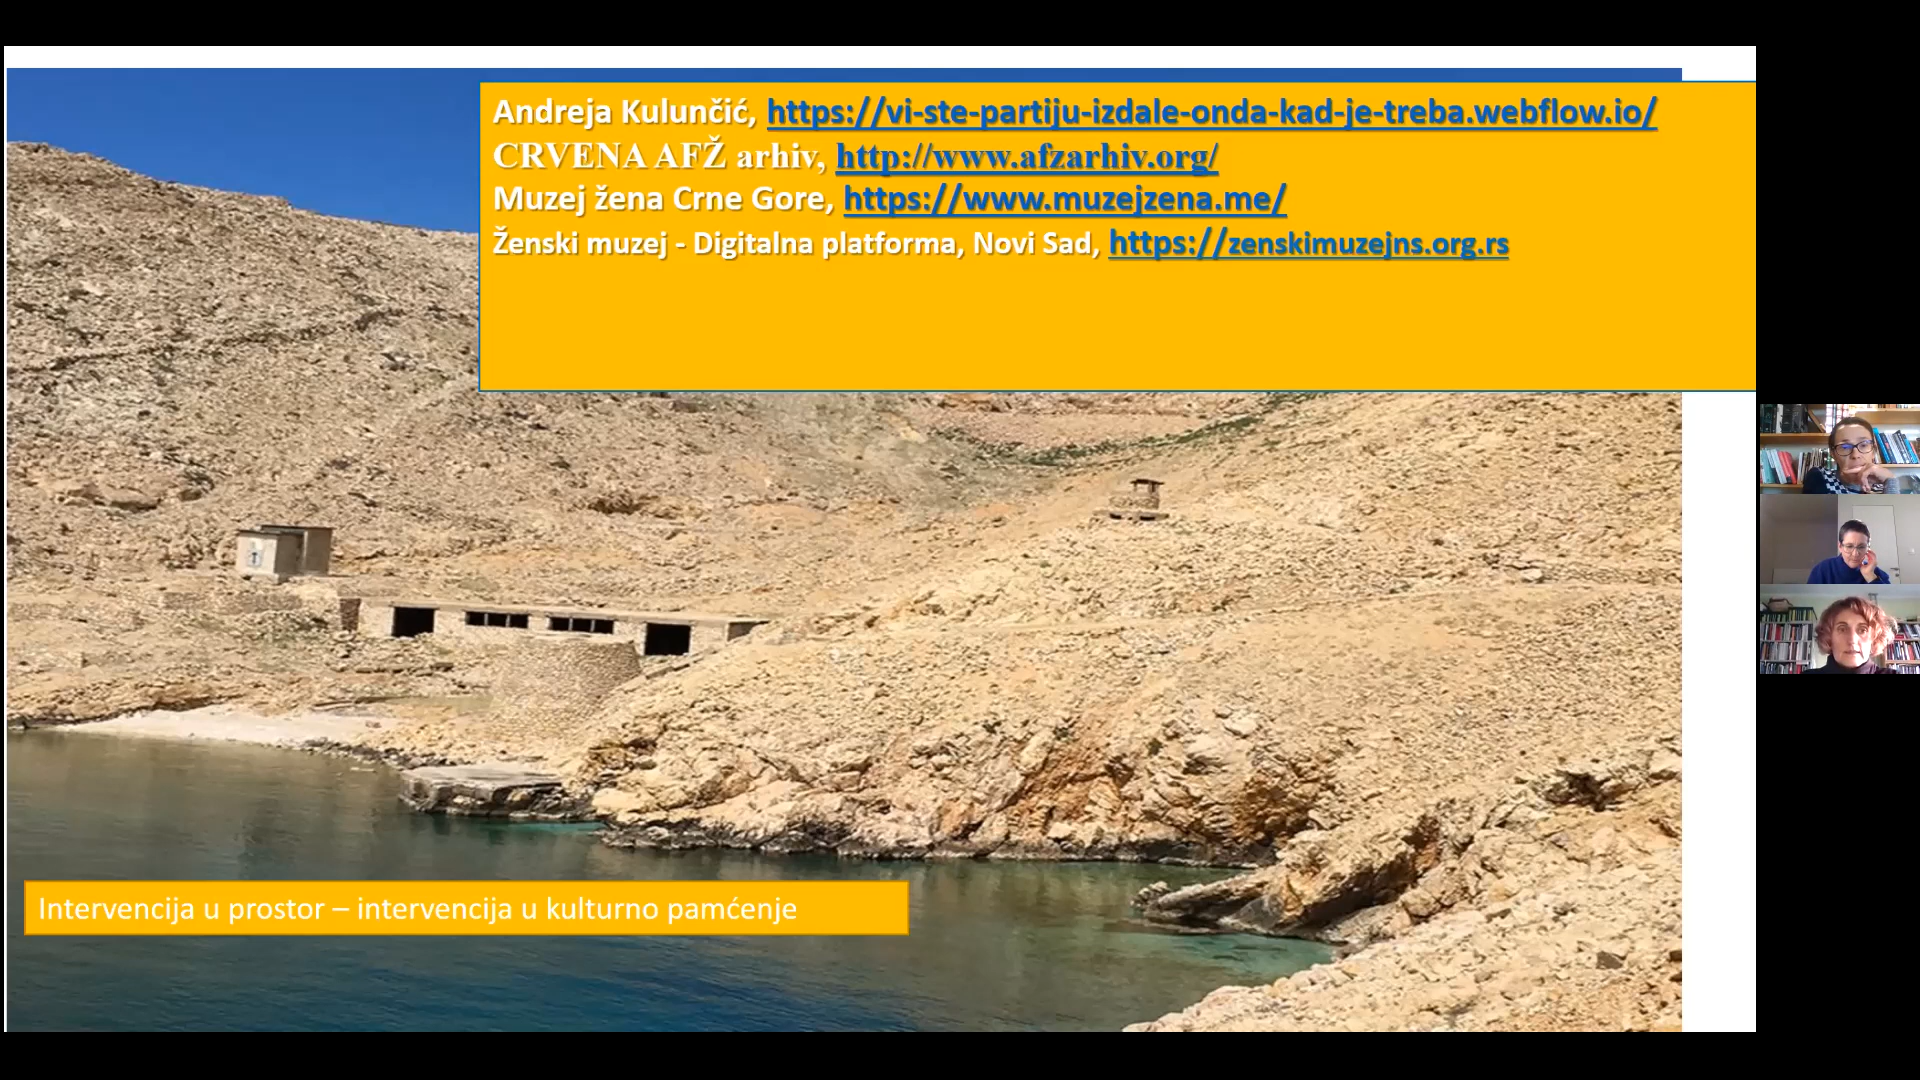 Andreja Kulunčić, https://vi-ste-partiju-izdale-onda-kad-je-treba.webflow.io/
CRVENA AFŽ arhiv, http://www.afzarhiv.org/
Muzej žena Crne Gore, https://www.muzejzena.me/
Ženski muzej - Digitalna platforma, Novi Sad, https://zenskimuzejns.org.rs
Intervencija u prostor – intervencija u kulturno pamćenje